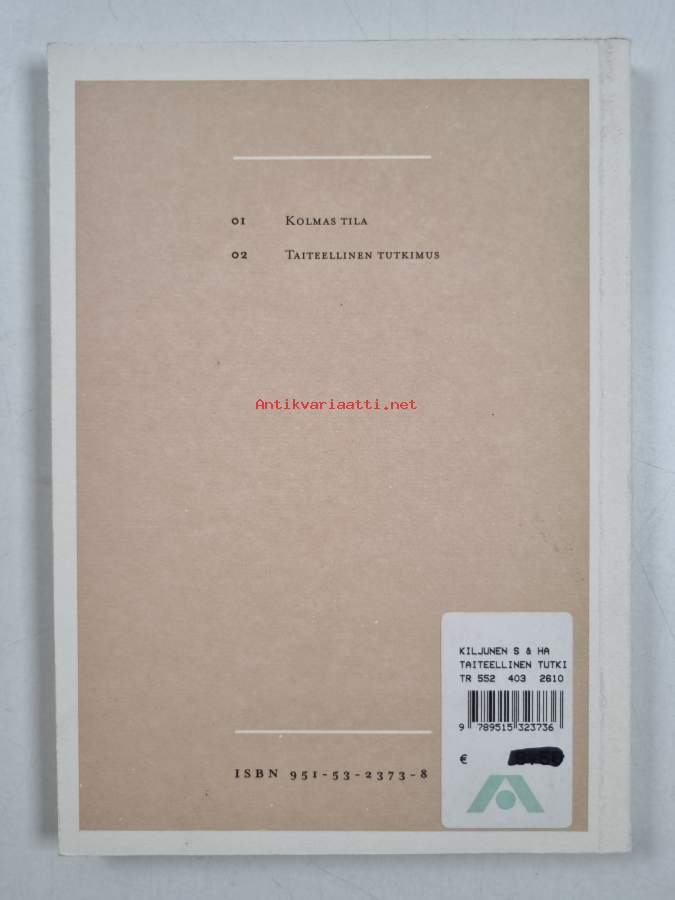 01 KOLMAS TILA
02 TAITEELLINEN TUTKIMUS
Antikvariaatti.net
KILJUNEN S & HA
TAITEELLINEN TUTKI
TR 552 403 2610
9 789515 323736
€
ISBN 951-53-2373-8